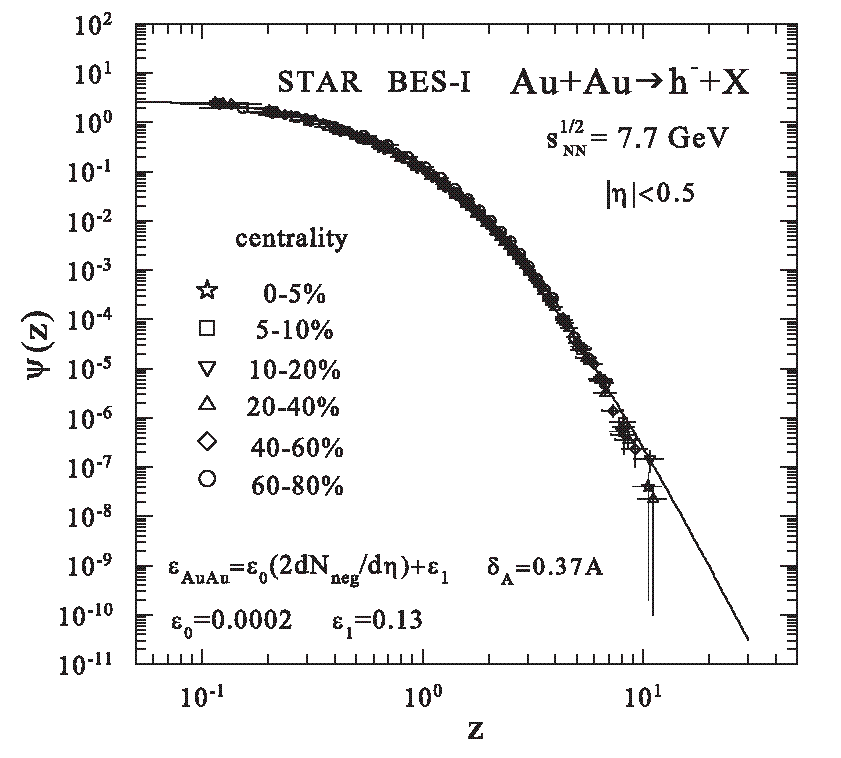 STAR BES-I Au+Au→h⁻+X
s_NN^1/2 = 7.7 GeV
|η|<0.5
centrality
0-5%
5-10%
10-20%
20-40%
40-60%
60-80%
ε_AuAu=ε₀(2dN_neg/dη)+ε₁ δ_A=0.37A
ε₀=0.0002 ε₁=0.13
ψ(z)
10²
10¹
10⁰
10⁻¹
10⁻²
10⁻³
10⁻⁴
10⁻⁵
10⁻⁶
10⁻⁷
10⁻⁸
10⁻⁹
10⁻¹⁰
10⁻¹¹
10⁻¹ 10⁰ 10¹
z